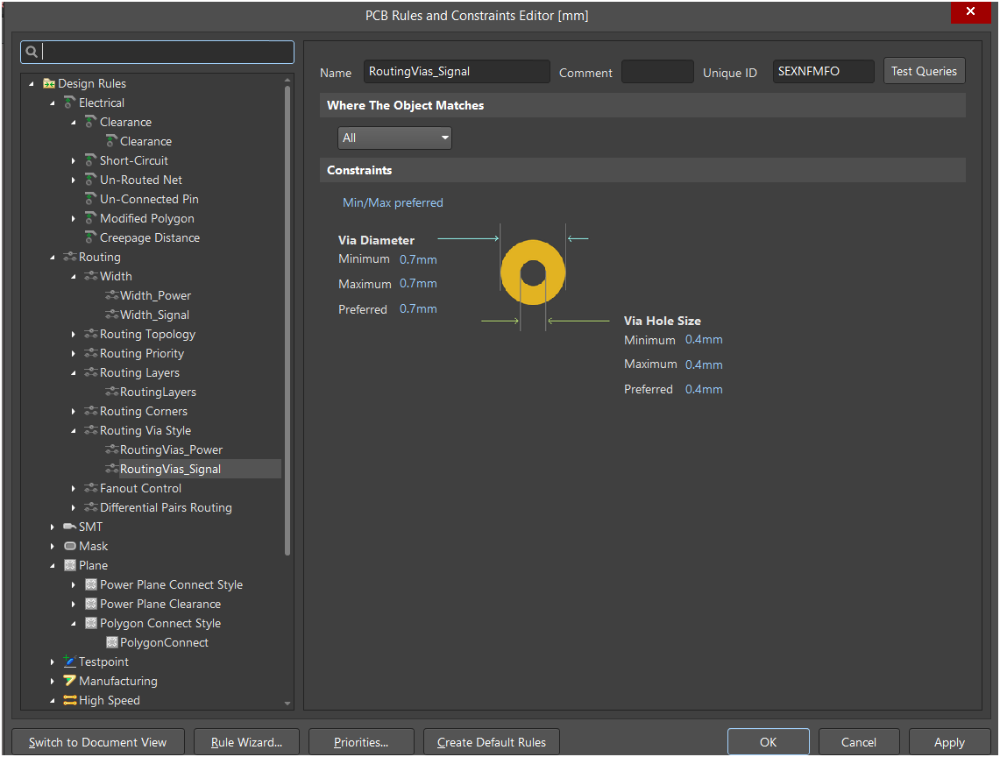 PCB Rules and Constraints Editor [mm]
Design Rules
Electrical
Clearance
Clearance
Short-Circuit
Un-Routed Net
Un-Connected Pin
Modified Polygon
Creepage Distance
Routing
Width
Width_Power
Width_Signal
Routing Topology
Routing Priority
Routing Layers
RoutingLayers
Routing Corners
Routing Via Style
RoutingVias_Power
RoutingVias_Signal
Fanout Control
Differential Pairs Routing
SMT
Mask
Plane
Power Plane Connect Style
Power Plane Clearance
Polygon Connect Style
PolygonConnect
Testpoint
Manufacturing
High Speed
Name RoutingVias_Signal Comment Unique ID SEXNFMFO Test Queries
Where The Object Matches
All
Constraints
Min/Max preferred
Via Diameter
Minimum 0.7mm
Maximum 0.7mm
Preferred 0.7mm
Via Hole Size
Minimum 0.4mm
Maximum 0.4mm
Preferred 0.4mm
Switch to Document View Rule Wizard... Priorities... Create Default Rules OK Cancel Apply